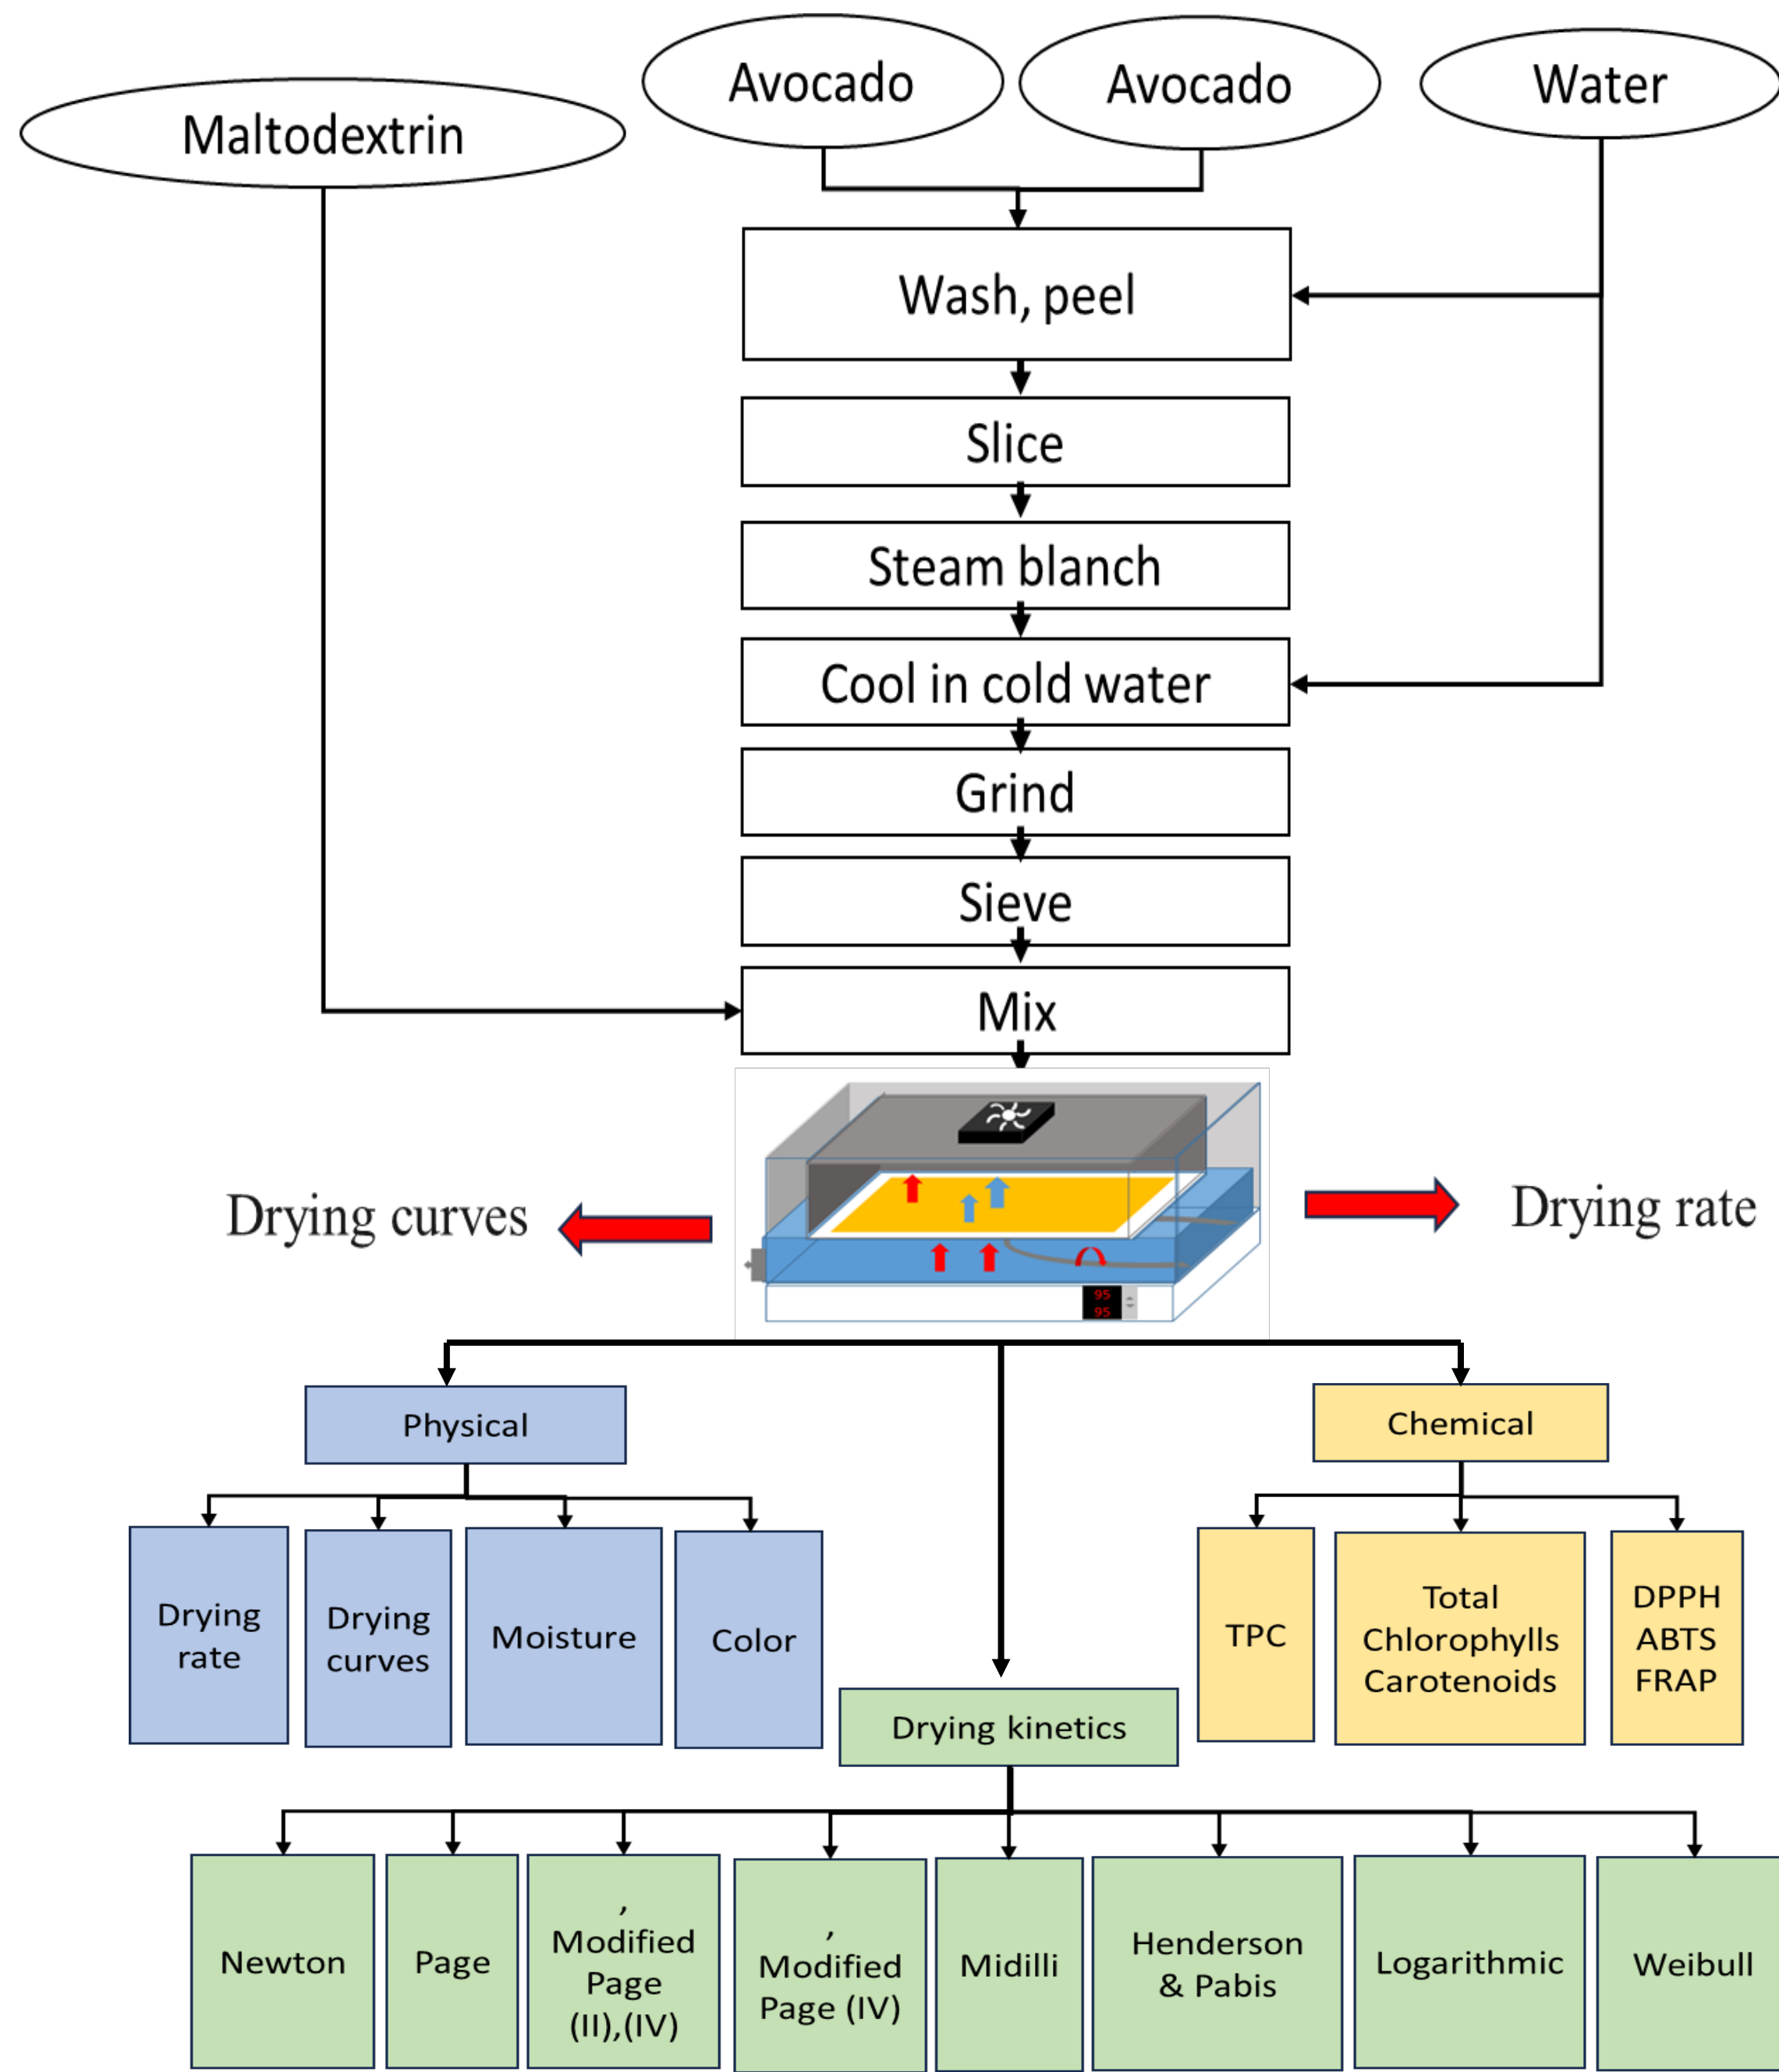 Maltodextrin
Avocado
Avocado
Water
Wash, peel
Slice
Steam blanch
Cool in cold water
Grind
Sieve
Mix
Drying curves
Drying rate
95
95
Physical
Chemical
Drying
rate
Drying
curves
Moisture
Color
TPC
Total
Chlorophylls
Carotenoids
DPPH
ABTS
FRAP
Drying kinetics
Newton
Page
,
Modified
Page
(II),(IV)
,
Modified
Page (IV)
Midilli
Henderson
& Pabis
Logarithmic
Weibull